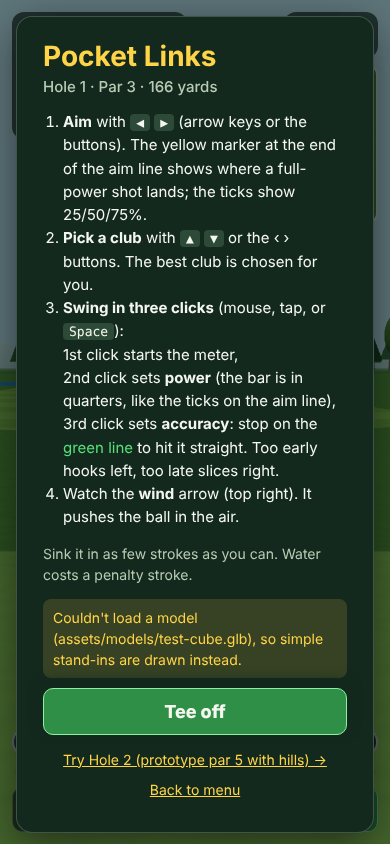 Pocket Links
Hole 1 · Par 3 · 166 yards
1. Aim with ◄ ► (arrow keys or the
buttons). The yellow marker at the end
of the aim line shows where a full-
power shot lands; the ticks show
25/50/75%.
2. Pick a club with ▲ ▼ or the ‹ ›
buttons. The best club is chosen for
you.
3. Swing in three clicks (mouse, tap, or
Space):
1st click starts the meter,
2nd click sets power (the bar is in
quarters, like the ticks on the aim line),
3rd click sets accuracy: stop on the
green line to hit it straight. Too early
hooks left, too late slices right.
4. Watch the wind arrow (top right). It
pushes the ball in the air.
Sink it in as few strokes as you can. Water
costs a penalty stroke.
Couldn't load a model
(assets/models/test-cube.glb), so simple
stand-ins are drawn instead.
Tee off
Try Hole 2 (prototype par 5 with hills) →
Back to menu